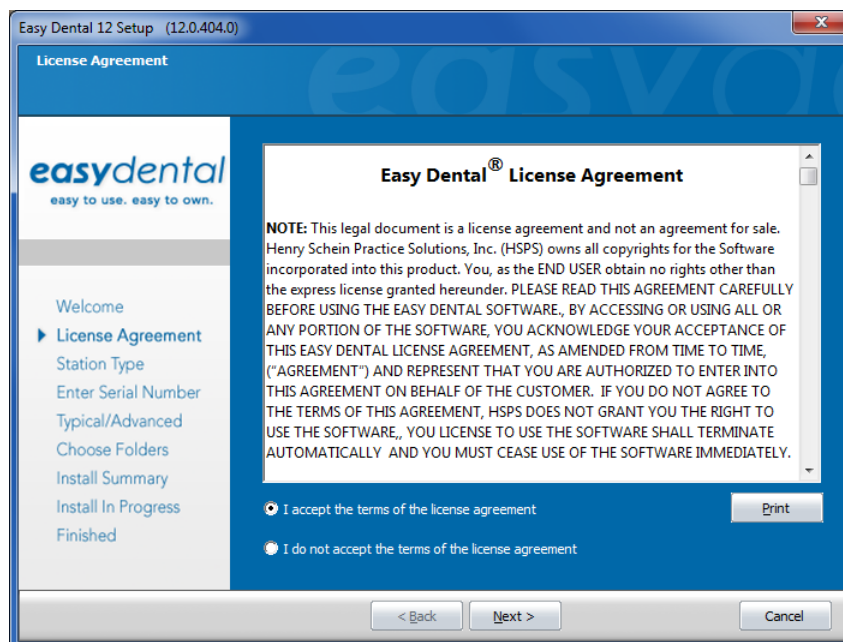 Easy Dental 12 Setup (12.0.404.0)
License Agreement
easydental
easydental
easy to use. easy to own.
Welcome
License Agreement
Station Type
Enter Serial Number
Typical/Advanced
Choose Folders
Install Summary
Install In Progress
Finished
Easy Dental® License Agreement
NOTE: This legal document is a license agreement and not an agreement for sale.
Henry Schein Practice Solutions, Inc. (HSPS) owns all copyrights for the Software
incorporated into this product. You, as the END USER obtain no rights other than
the express license granted hereunder. PLEASE READ THIS AGREEMENT CAREFULLY
BEFORE USING THE EASY DENTAL SOFTWARE., BY ACCESSING OR USING ALL OR
ANY PORTION OF THE SOFTWARE, YOU ACKNOWLEDGE YOUR ACCEPTANCE OF
THIS EASY DENTAL LICENSE AGREEMENT, AS AMENDED FROM TIME TO TIME,
("AGREEMENT") AND REPRESENT THAT YOU ARE AUTHORIZED TO ENTER INTO
THIS AGREEMENT ON BEHALF OF THE CUSTOMER. IF YOU DO NOT AGREE TO
THE TERMS OF THIS AGREEMENT, HSPS DOES NOT GRANT YOU THE RIGHT TO
USE THE SOFTWARE,, YOU LICENSE TO USE THE SOFTWARE SHALL TERMINATE
AUTOMATICALLY AND YOU MUST CEASE USE OF THE SOFTWARE IMMEDIATELY.
I accept the terms of the license agreement
Print
I do not accept the terms of the license agreement
< Back
Next >
Cancel